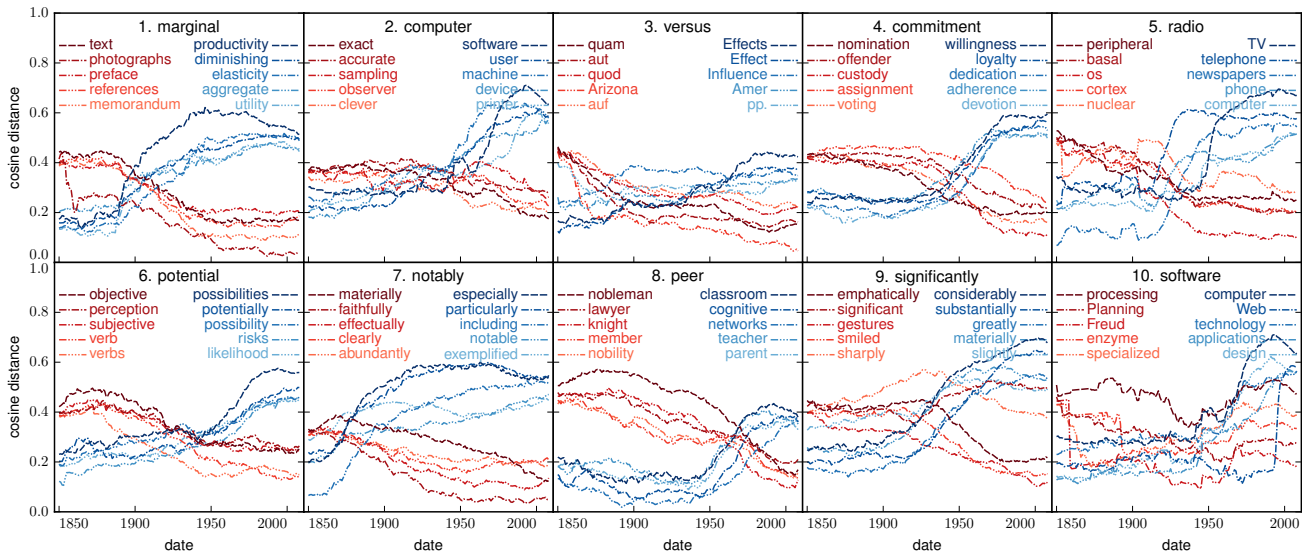 1.0
0.8
0.6
0.4
0.2
0.0
cosine distance
1. marginal
text productivity
photographs diminishing
preface elasticity
references aggregate
memorandum utility
2. computer
exact software
accurate user
sampling machine
observer device
clever printer
3. versus
quam Effects
aut Effect
quod Influence
Arizona Amer
auf pp.
4. commitment
nomination willingness
offender loyalty
custody dedication
assignment adherence
voting devotion
5. radio
peripheral TV
basal telephone
os newspapers
cortex phone
nuclear computer
1.0
0.8
0.6
0.4
0.2
0.0
cosine distance
6. potential
objective possibilities
perception potentially
subjective possibility
verb risks
verbs likelihood
7. notably
materially especially
faithfully particularly
effectually including
clearly notable
abundantly exemplified
8. peer
nobleman classroom
lawyer cognitive
knight networks
member teacher
nobility parent
9. significantly
emphatically considerably
significant substantially
gestures greatly
smiled materially
sharply slightly
10. software
processing computer
Planning Web
Freud technology
enzyme applications
specialized design
1850 1900 1950 2000
1850 1900 1950 2000
1850 1900 1950 2000
1850 1900 1950 2000
1850 1900 1950 2000
date date date date date